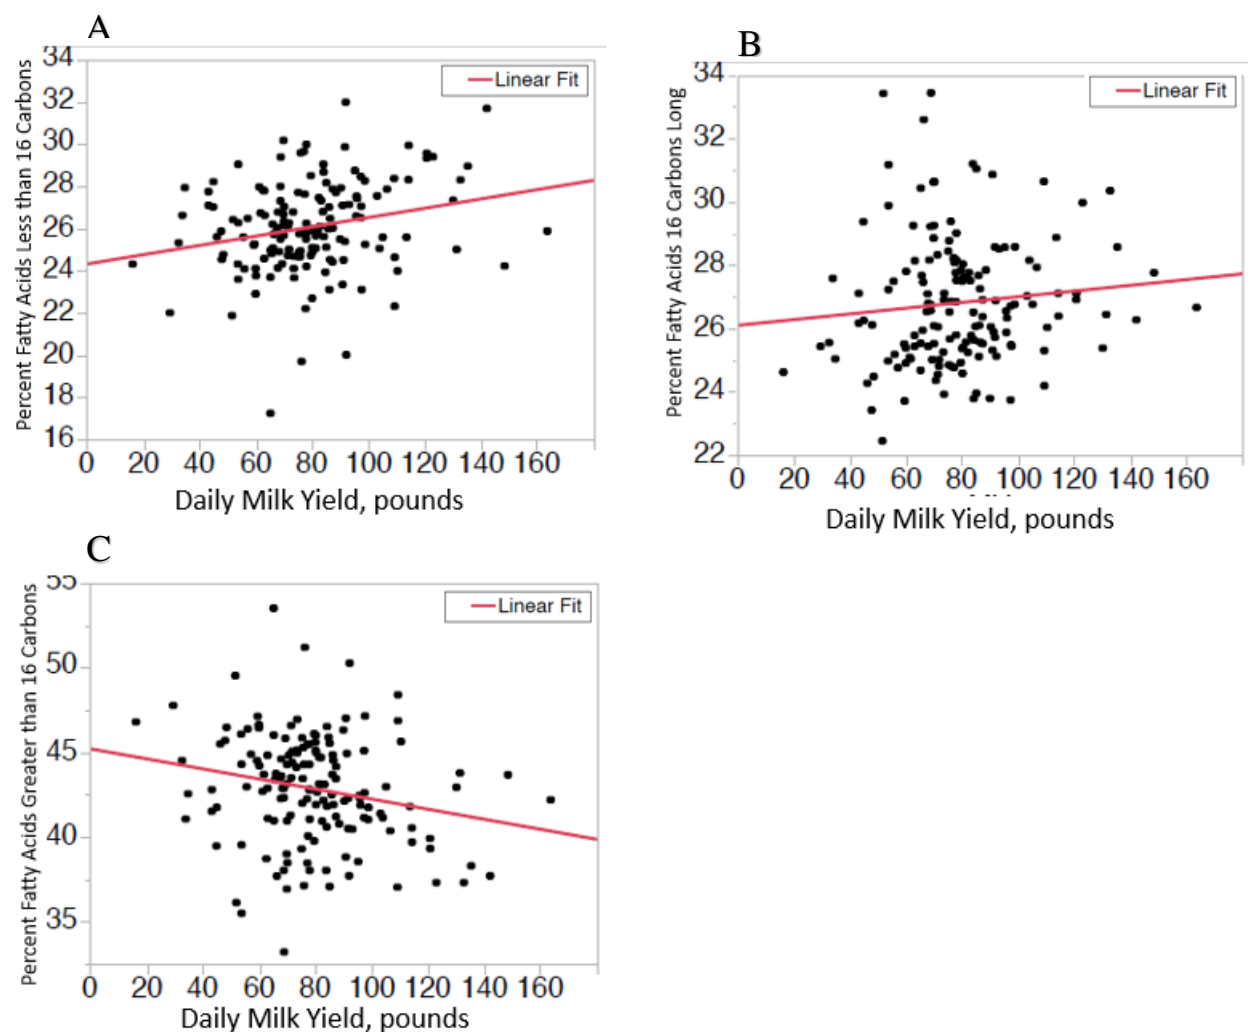 A
Percent Fatty Acids Less than 16 Carbons
34
32
30
28
26
24
22
20
18
16
Linear Fit
0 20 40 60 80 100 120 140 160
Daily Milk Yield, pounds
B
Percent Fatty Acids 16 Carbons Long
34
32
30
28
26
24
22
Linear Fit
0 20 40 60 80 100 120 140 160
Daily Milk Yield, pounds
C
Percent Fatty Acids Greater than 16 Carbons
55
50
45
40
35
Linear Fit
0 20 40 60 80 100 120 140 160
Daily Milk Yield, pounds